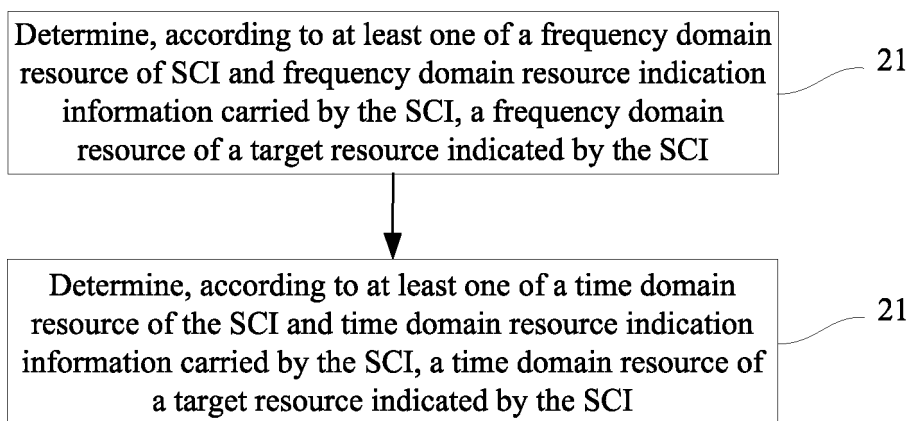 Determine, according to at least one of a frequency domain
resource of SCI and frequency domain resource indication
information carried by the SCI, a frequency domain
resource of a target resource indicated by the SCI
21
Determine, according to at least one of a time domain
resource of the SCI and time domain resource indication
information carried by the SCI, a time domain resource of
a target resource indicated by the SCI
21